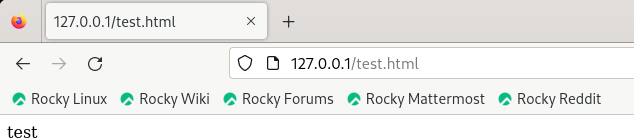 127.0.0.1/test.html
127.0.0.1/test.html
Rocky Linux Rocky Wiki Rocky Forums Rocky Mattermost Rocky Reddit
test